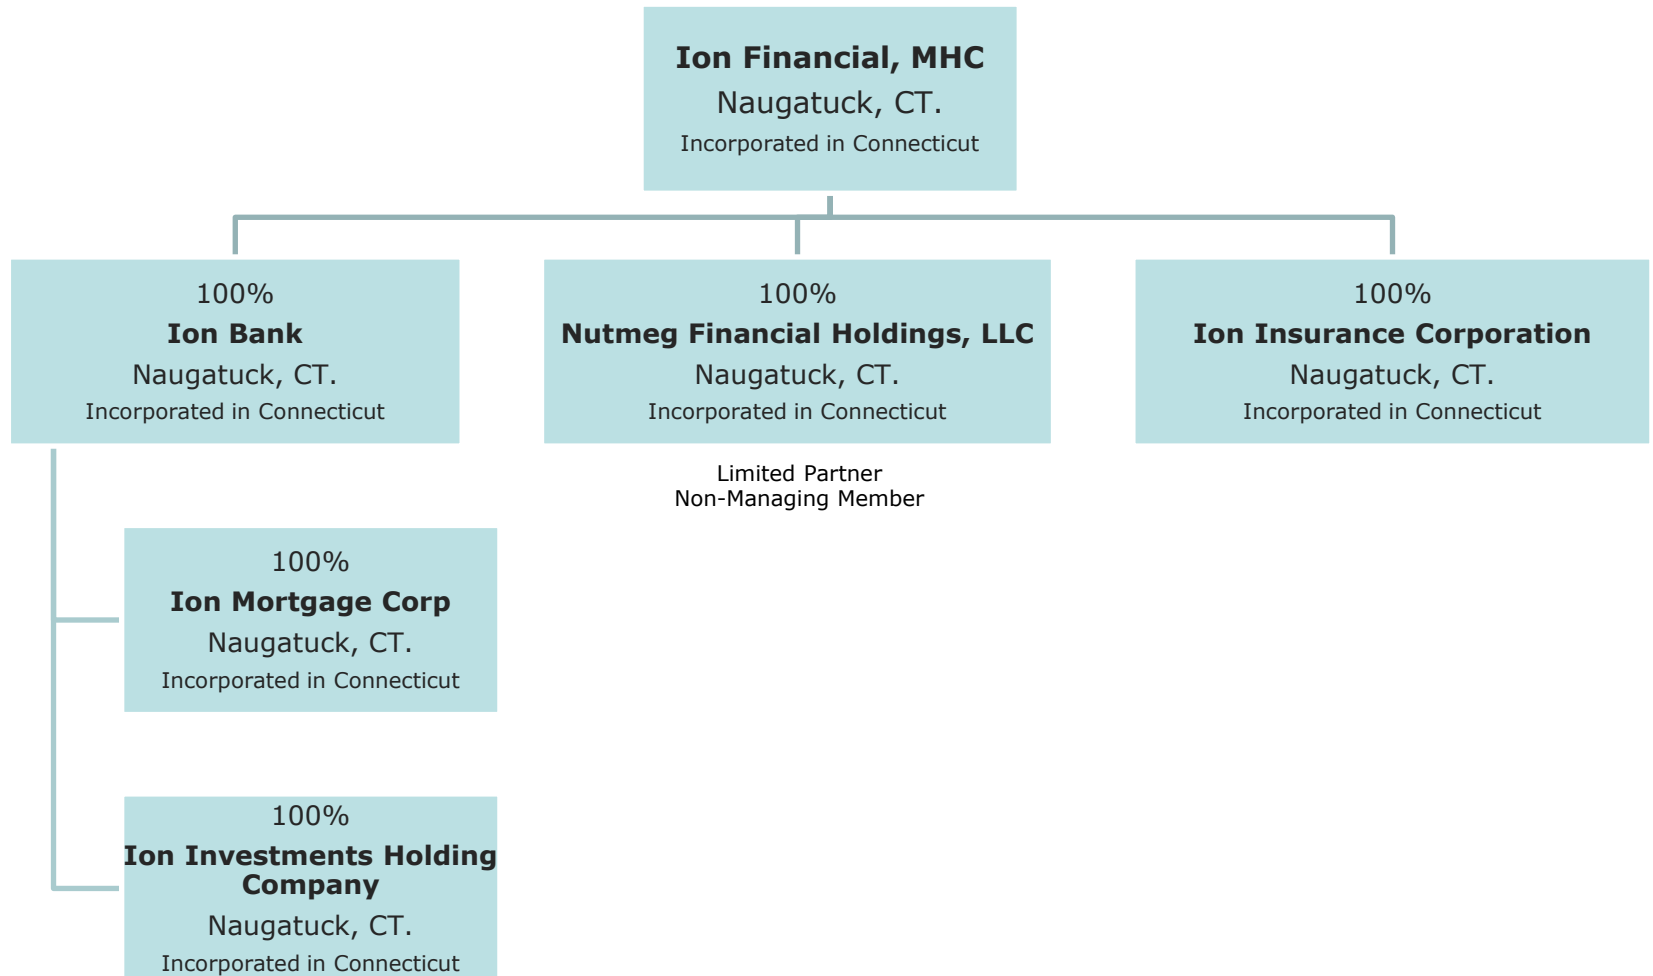 Ion Financial, MHC
Naugatuck, CT.
Incorporated in Connecticut
100%
Ion Bank
Naugatuck, CT.
Incorporated in Connecticut
100%
Nutmeg Financial Holdings, LLC
Naugatuck, CT.
Incorporated in Connecticut
Limited Partner
Non-Managing Member
100%
Ion Insurance Corporation
Naugatuck, CT.
Incorporated in Connecticut
100%
Ion Mortgage Corp
Naugatuck, CT.
Incorporated in Connecticut
100%
Ion Investments Holding
Company
Naugatuck, CT.
Incorporated in Connecticut